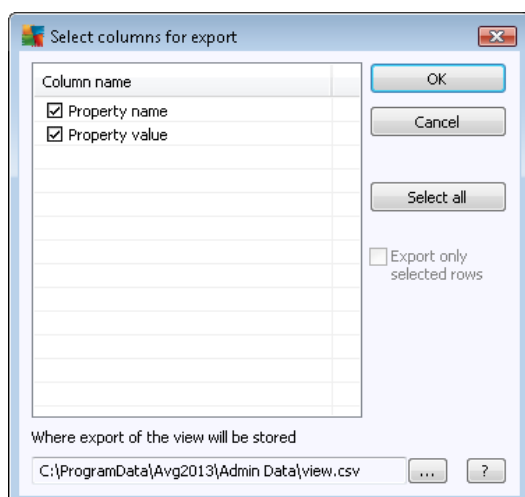 Select columns for export
Column name
Property name
Property value
OK
Cancel
Select all
Export only
selected rows
Where export of the view will be stored
C:\ProgramData\Avg2013\Admin Data\view.csv
...
?